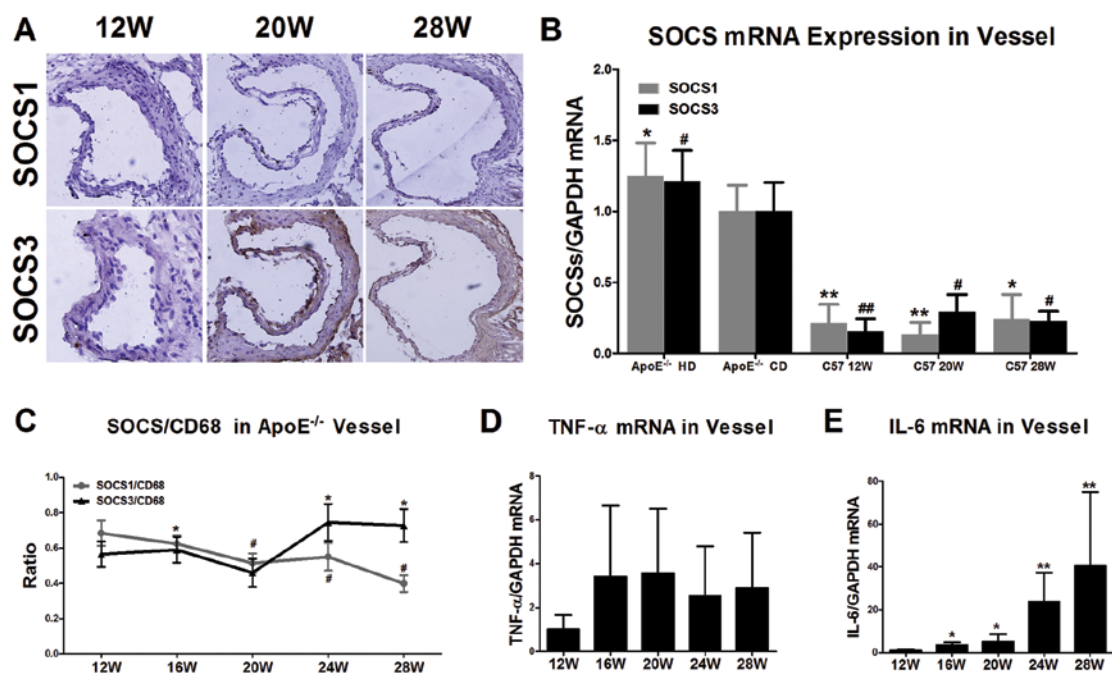 A
12W 20W 28W
SOCS1
SOCS3
B
SOCS mRNA Expression in Vessel
SOCSs/GAPDH mRNA
2.0
1.5
1.0
0.5
0.0
SOCS1
SOCS3
* # ** ## ** # * #
ApoE-/- HD ApoE-/- CD C57 12W C57 20W C57 28W
C
SOCS/CD68 in ApoE-/- Vessel
Ratio
1.0
0.8
0.6
0.4
0.2
0.0
SOCS1/CD68
SOCS3/CD68
* # * *
# #
12W 16W 20W 24W 28W
D
TNF-α mRNA in Vessel
TNF-α/GAPDH mRNA
8
6
4
2
0
12W 16W 20W 24W 28W
E
IL-6 mRNA in Vessel
IL-6/GAPDH mRNA
80
60
40
20
0
* * ** **
12W 16W 20W 24W 28W